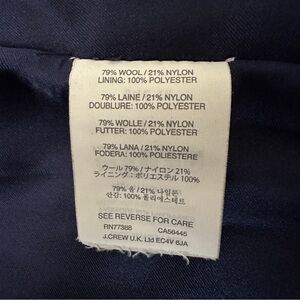 79% WOOL / 21% NYLON
LINING: 100% POLYESTER
79% LAINE / 21% NYLON
DOUBLURE: 100% POLYESTER
79% WOLLE / 21% NYLON
FUTTER: 100% POLYESTER
79% LANA / 21% NYLON
FODERA: 100% POLIESTERE
ウール 79% / ナイロン 21%
ライニング: ポリエステル 100%
79% 울 / 21% 나일론
안감: 100% 폴리에스테르
SEE REVERSE FOR CARE
RN77388 CA56445
J.CREW U.K. Ltd EC4V 6JA